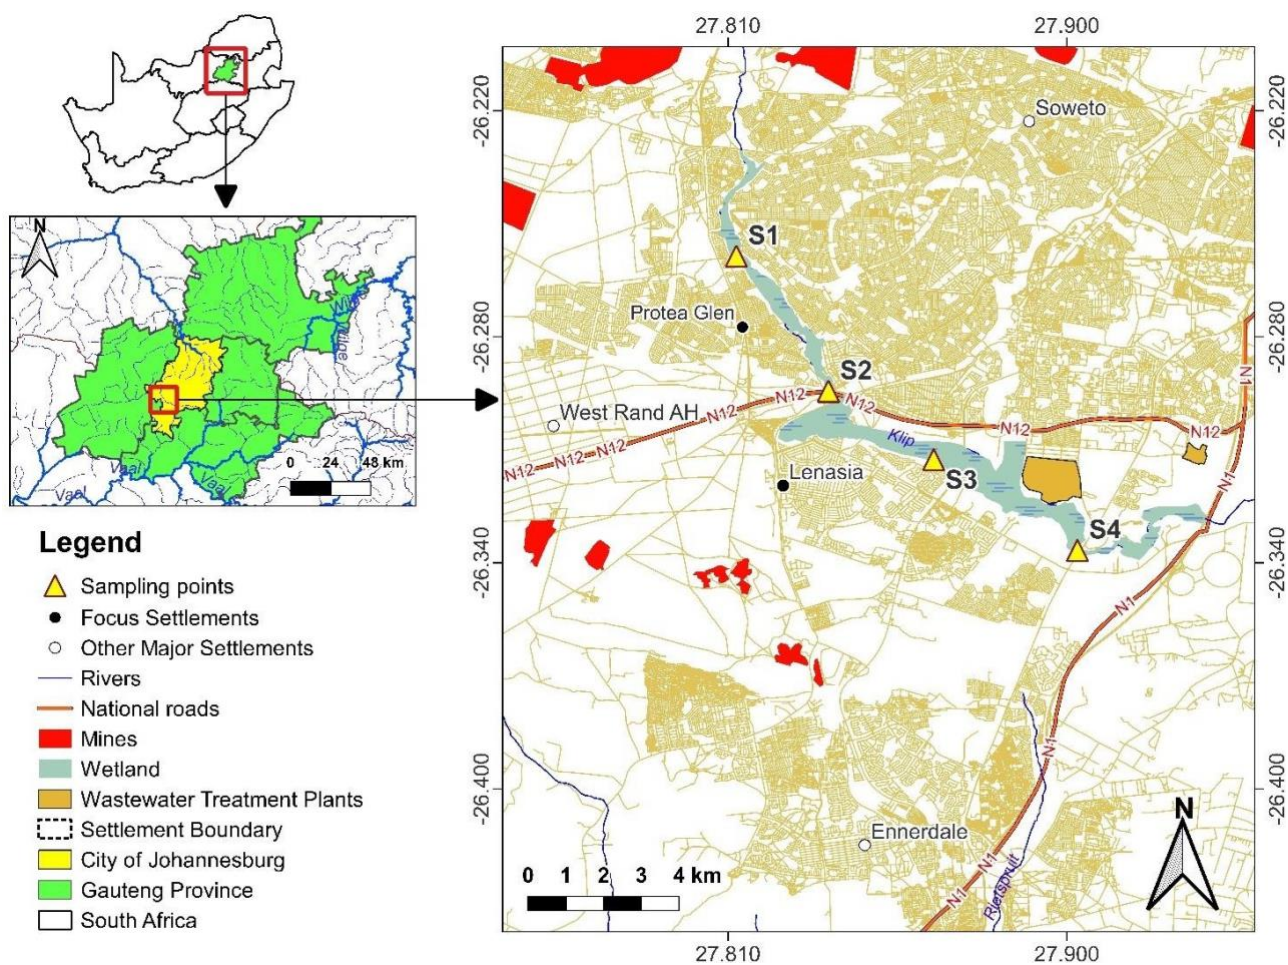 27.810
27.900
-26.220
-26.220
Soweto
S1
Protea Glen
-26.280
-26.280
S2
N12
N12
N12
N12
N12
N12
N12
N12
N1
West Rand AH
Klip
S3
Lenasia
N1
S4
-26.340
-26.340
N1
N1
-26.400
-26.400
Ennerdale
N1
N1
Rietspruit
N
0 1 2 3 4 km
27.810
27.900
N
Wilge
Vaal
Vaal
Vaal
0 24 48 km
Legend
Sampling points
Focus Settlements
Other Major Settlements
Rivers
National roads
Mines
Wetland
Wastewater Treatment Plants
Settlement Boundary
City of Johannesburg
Gauteng Province
South Africa